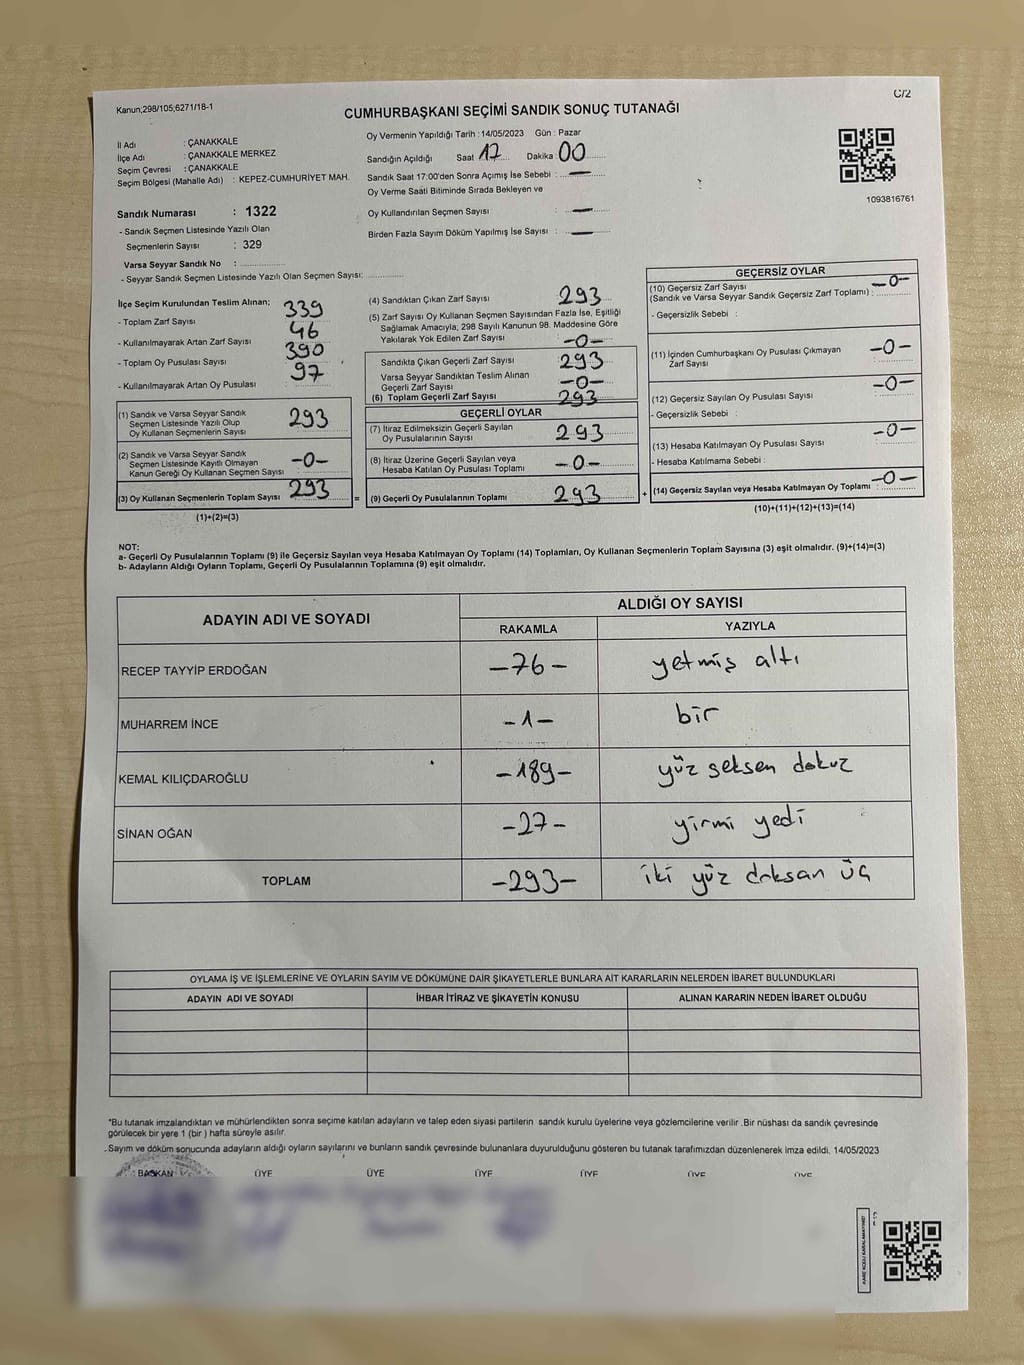 Kanun;298/105;6271/18-1
C/2
CUMHURBAŞKANI SEÇİMİ SANDIK SONUÇ TUTANAĞI
İl Adı : ÇANAKKALE
İlçe Adı : ÇANAKKALE MERKEZ
Seçim Çevresi : ÇANAKKALE
Seçim Bölgesi (Mahalle Adı) : KEPEZ-CUMHURİYET MAH.
Sandık Numarası : 1322
- Sandık Seçmen Listesinde Yazılı Olan
Seçmenlerin Sayısı : 329
Varsa Seyyar Sandık No :
- Seyyar Sandık Seçmen Listesinde Yazılı Olan Seçmen Sayısı:
Oy Vermenin Yapıldığı Tarih : 14/05/2023 Gün : Pazar
Sandığın Açıldığı Saat 17 Dakika 00
Sandık Saat 17:00'den Sonra Açımış İse Sebebi : —
Oy Verme Saati Bitiminde Sırada Bekleyen ve
Oy Kullandırılan Seçmen Sayısı : —
Birden Fazla Sayım Döküm Yapılmış İse Sayısı : —
1093816761
İlçe Seçim Kurulundan Teslim Alınan;
- Toplam Zarf Sayısı 339
- Kullanılmayarak Artan Zarf Sayısı 46
- Toplam Oy Pusulası Sayısı 390
- Kullanılmayarak Artan Oy Pusulası 97
(1) Sandık ve Varsa Seyyar Sandık
Seçmen Listesinde Yazılı Olup
Oy Kullanan Seçmenlerin Sayısı 293
(2) Sandık ve Varsa Seyyar Sandık
Seçmen Listesinde Kayıtlı Olmayan
Kanun Gereği Oy Kullanan Seçmen Sayısı -0-
(3) Oy Kullanan Seçmenlerin Toplam Sayısı 293 =
(1)+(2)=(3)
(4) Sandıktan Çıkan Zarf Sayısı 293
(5) Zarf Sayısı Oy Kullanan Seçmen Sayısından Fazla İse, Eşitliği
Sağlamak Amacıyla; 298 Sayılı Kanunun 98. Maddesine Göre
Yakılarak Yok Edilen Zarf Sayısı -0-
Sandıkta Çıkan Geçerli Zarf Sayısı 293
Varsa Seyyar Sandıktan Teslim Alınan
Geçerli Zarf Sayısı -0-
(6) Toplam Geçerli Zarf Sayısı 293
GEÇERLİ OYLAR
(7) İtiraz Edilmeksizin Geçerli Sayılan
Oy Pusulalarının Sayısı 293
(8) İtiraz Üzerine Geçerli Sayılan veya
Hesaba Katılan Oy Pusulası Toplamı -0-
(9) Geçerli Oy Pusulalarının Toplamı 293 +
GEÇERSİZ OYLAR
(10) Geçersiz Zarf Sayısı
(Sandık ve Varsa Seyyar Sandık Geçersiz Zarf Toplamı) : -0-
- Geçersizlik Sebebi :
(11) İçinden Cumhurbaşkanı Oy Pusulası Çıkmayan
Zarf Sayısı -0-
(12) Geçersiz Sayılan Oy Pusulası Sayısı -0-
- Geçersizlik Sebebi :
(13) Hesaba Katılmayan Oy Pusulası Sayısı -0-
- Hesaba Katılmama Sebebi :
(14) Geçersiz Sayılan veya Hesaba Katılmayan Oy Toplamı : -0-
(10)+(11)+(12)+(13)=(14)
NOT:
a- Geçerli Oy Pusulalarının Toplamı (9) ile Geçersiz Sayılan veya Hesaba Katılmayan Oy Toplamı (14) Toplamları, Oy Kullanan Seçmenlerin Toplam Sayısına (3) eşit olmalıdır. (9)+(14)=(3)
b- Adayların Aldığı Oyların Toplamı, Geçerli Oy Pusulalarının Toplamına (9) eşit olmalıdır.
ADAYIN ADI VE SOYADI ALDIĞI OY SAYISI
RAKAMLA YAZIYLA
RECEP TAYYİP ERDOĞAN -76- yetmiş altı
MUHARREM İNCE -1- bir
KEMAL KILIÇDAROĞLU -189- yüz seksen dokuz
SİNAN OĞAN -27- yirmi yedi
TOPLAM -293- iki yüz doksan üç
OYLAMA İŞ VE İŞLEMLERİNE VE OYLARIN SAYIM VE DÖKÜMÜNE DAİR ŞİKAYETLERLE BUNLARA AİT KARARLARIN NELERDEN İBARET BULUNDUKLARI
ADAYIN ADI VE SOYADI İHBAR İTİRAZ VE ŞİKAYETİN KONUSU ALINAN KARARIN NEDEN İBARET OLDUĞU
*Bu tutanak imzalandıktan ve mühürlendikten sonra seçime katılan adayların ve talep eden siyasi partilerin sandık kurulu üyelerine veya gözlemcilerine verilir .Bir nüshası da sandık çevresinde
görülecek bir yere 1 (bir ) hafta süreyle asılır.
.Sayım ve döküm sonucunda adayların aldığı oyların sayılarını ve bunların sandık çevresinde bulunanlara duyurulduğunu gösteren bu tutanak tarafımızdan düzenlenerek imza edildi. 14/05/2023
BAŞKAN ÜYE ÜYE ÜYE ÜYE ÜYE ÜYE
KARE KODU KARALAMAYINIZ!